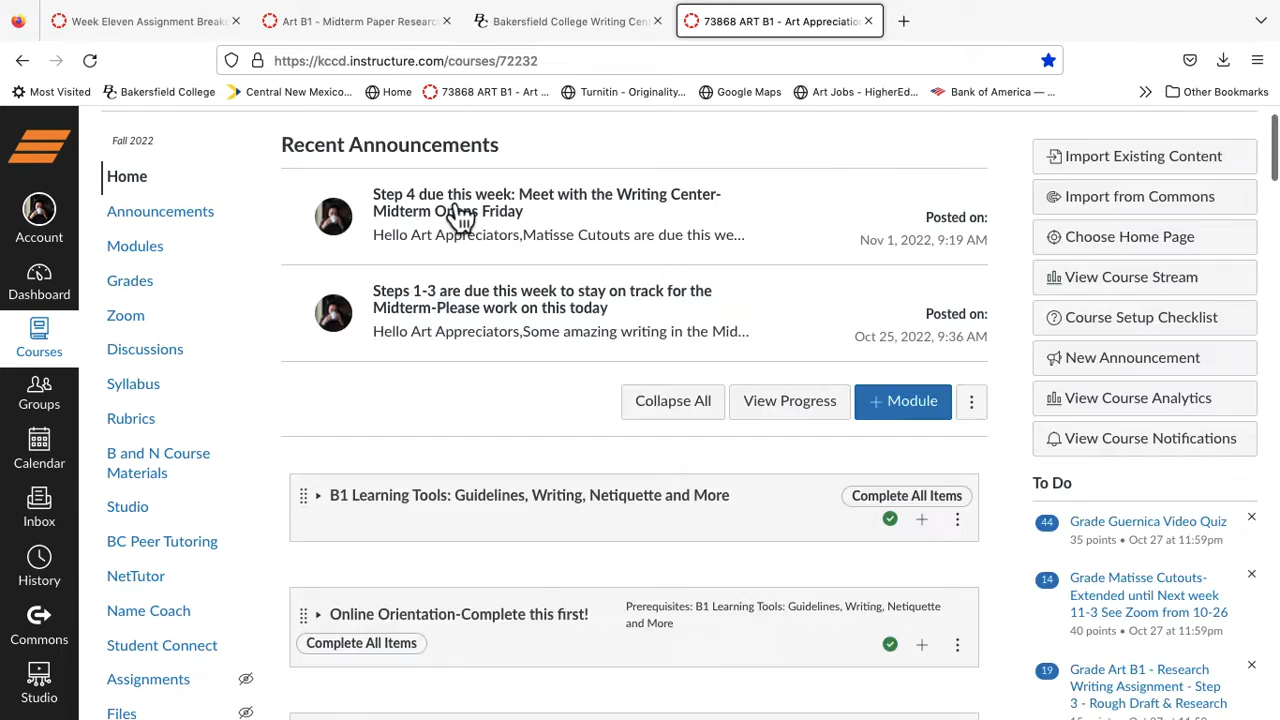 Week Eleven Assignment Break
Art B1 - Midterm Paper Research
Bakersfield College Writing Cen
73868 ART B1 - Art Appreciatio
https://kccd.instructure.com/courses/72232
Most Visited
Bakersfield College
Central New Mexico...
Home
73868 ART B1 - Art ...
Turnitin - Originality...
Google Maps
Art Jobs - HigherEd...
Bank of America — ...
Other Bookmarks
Account
Dashboard
Courses
Groups
Calendar
Inbox
History
Commons
Studio
Fall 2022
Home
Announcements
Modules
Grades
Zoom
Discussions
Syllabus
Rubrics
B and N Course
Materials
Studio
BC Peer Tutoring
NetTutor
Name Coach
Student Connect
Assignments
Files
Recent Announcements
Step 4 due this week: Meet with the Writing Center-
Midterm Friday
Hello Art Appreciators,Matisse Cutouts are due this we...
Posted on:
Nov 1, 2022, 9:19 AM
Steps 1-3 are due this week to stay on track for the
Midterm-Please work on this today
Hello Art Appreciators,Some amazing writing in the Mid...
Posted on:
Oct 25, 2022, 9:36 AM
Collapse All
View Progress
+ Module
B1 Learning Tools: Guidelines, Writing, Netiquette and More
Complete All Items
Online Orientation-Complete this first!
Prerequisites: B1 Learning Tools: Guidelines, Writing, Netiquette
and More
Complete All Items
Import Existing Content
Import from Commons
Choose Home Page
View Course Stream
Course Setup Checklist
New Announcement
View Course Analytics
View Course Notifications
To Do
44
Grade Guernica Video Quiz
35 points • Oct 27 at 11:59pm
14
Grade Matisse Cutouts-
Extended until Next week
11-3 See Zoom from 10-26
40 points • Oct 27 at 11:59pm
19
Grade Art B1 - Research
Writing Assignment - Step
3 - Rough Draft & Research